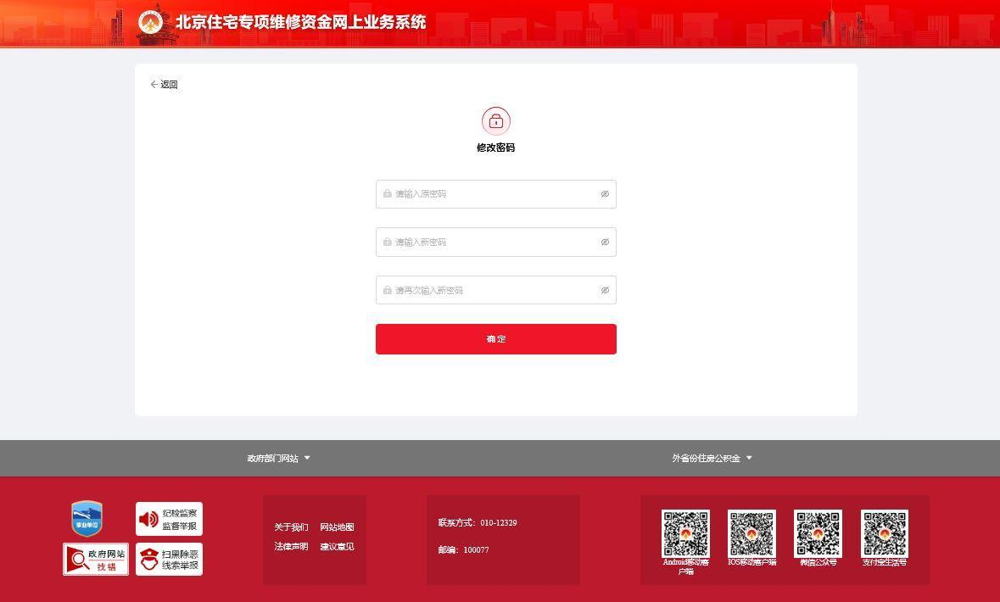 北京住宅专项维修资金网上业务系统
返回
修改密码
请输入原密码
请输入新密码
请再次输入新密码
确 定
政府部门网站
外省份住房公积金
事业单位
纪检监察
监督举报
政府网站
找错
扫黑除恶
线索举报
关于我们 网站地图
法律声明 建议意见
联系方式：010-12329
邮编：100077
Android移动客
户端
IOS移动客户端
微信公众号
支付宝生活号